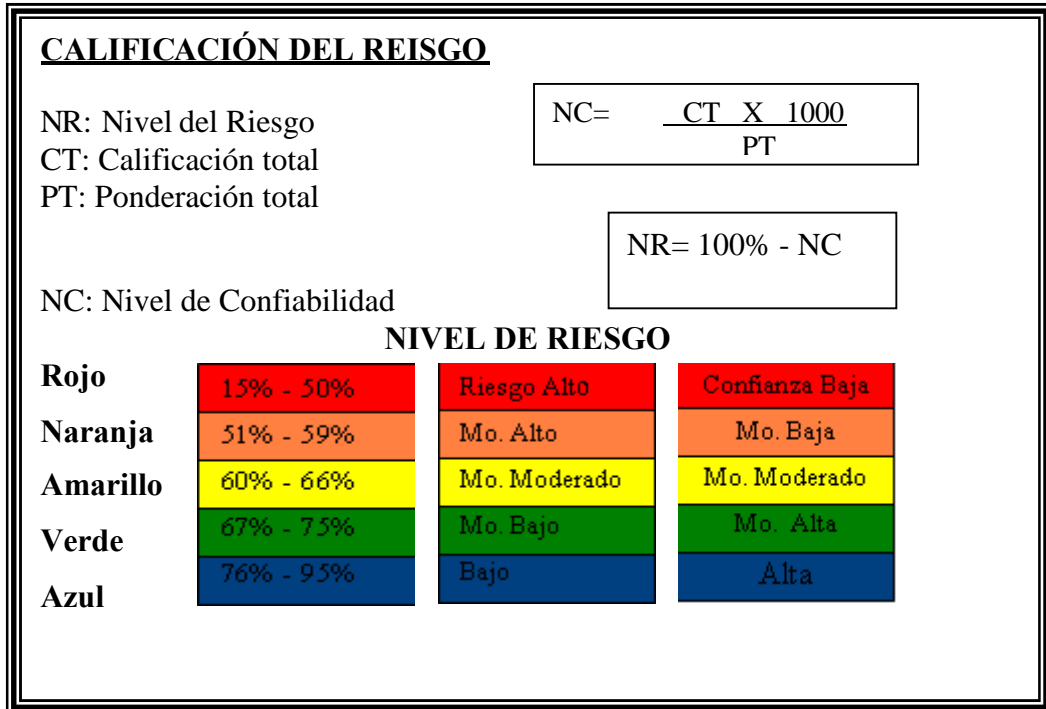 CALIFICACIÓN DEL REISGO
NR: Nivel del Riesgo
CT: Calificación total
PT: Ponderación total
NC= CT X 1000
PT
NR= 100% - NC
NC: Nivel de Confiabilidad
NIVEL DE RIESGO
Rojo 15% - 50% Riesgo Alto Confianza Baja
Naranja 51% - 59% Mo. Alto Mo. Baja
Amarillo 60% - 66% Mo. Moderado Mo. Moderado
Verde 67% - 75% Mo. Bajo Mo. Alta
Azul 76% - 95% Bajo Alta